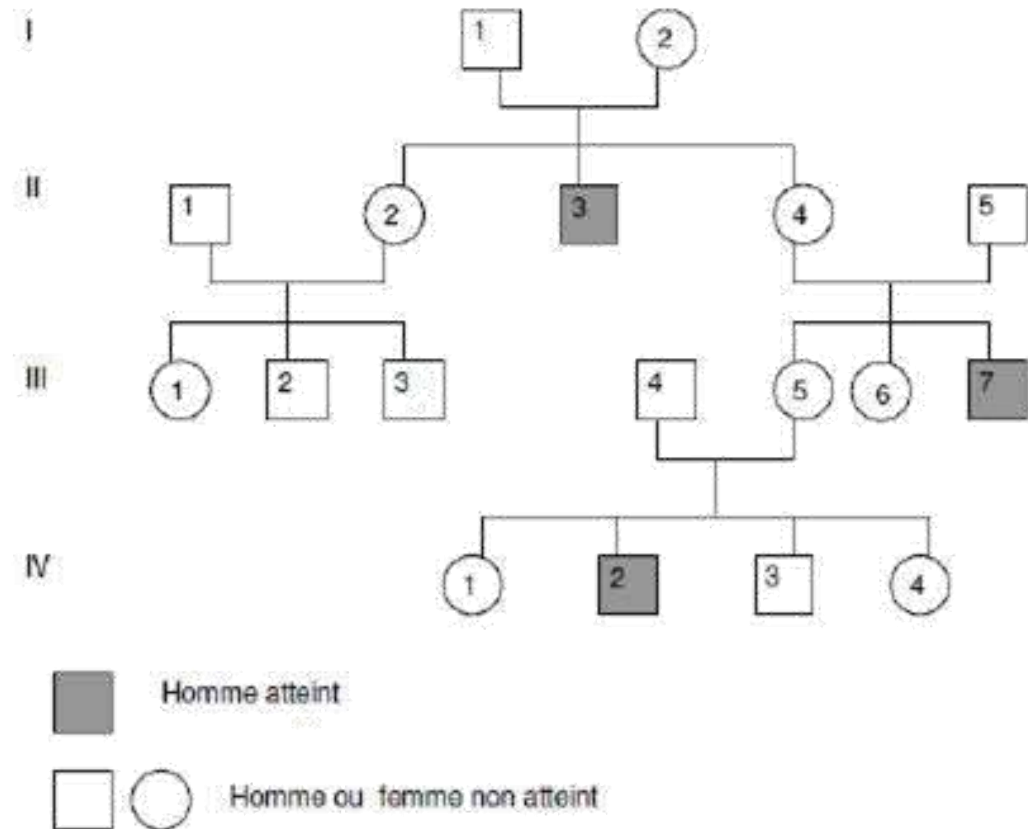 I
1 2
II
1 2 3 4 5
III
1 2 3 4 5 6 7
IV
1 2 3 4
Homme atteint
Homme ou femme non atteint